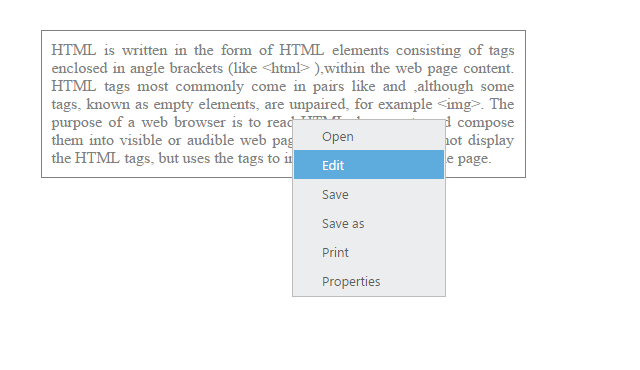 HTML is written in the form of HTML elements consisting of tags
enclosed in angle brackets (like <html> ),within the web page content.
HTML tags most commonly come in pairs like and ,although some
tags, known as empty elements, are unpaired, for example <img>. The
purpose of a web browser is to read HTML compose
them into visible or audible web not display
the HTML tags, but uses the tags to page.
Open
Edit
Save
Save as
Print
Properties